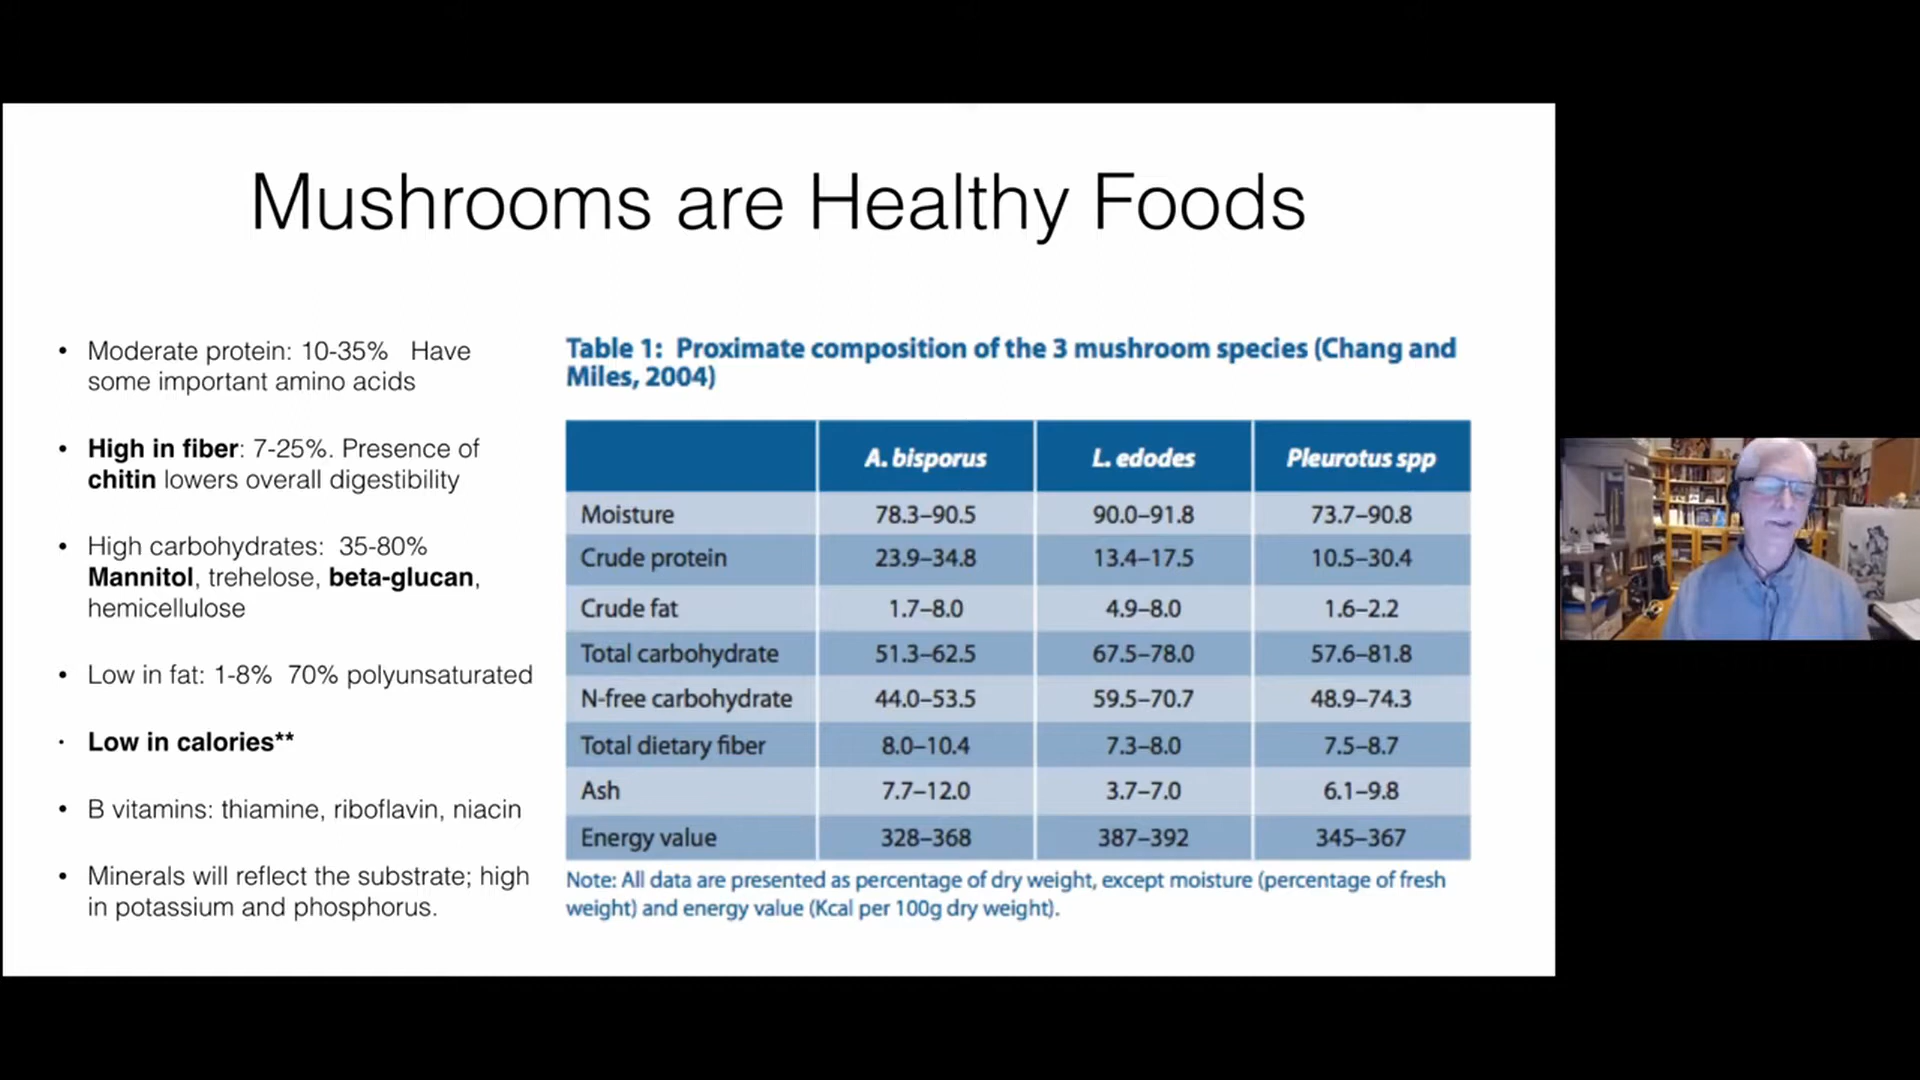 Mushrooms are Healthy Foods
• Moderate protein: 10-35% Have
some important amino acids
• High in fiber: 7-25%. Presence of
chitin lowers overall digestibility
• High carbohydrates: 35-80%
Mannitol, trehelose, beta-glucan,
hemicellulose
• Low in fat: 1-8% 70% polyunsaturated
· Low in calories**
• B vitamins: thiamine, riboflavin, niacin
• Minerals will reflect the substrate; high
in potassium and phosphorus.
Table 1: Proximate composition of the 3 mushroom species (Chang and
Miles, 2004)
A. bisporus L. edodes Pleurotus spp
Moisture 78.3–90.5 90.0–91.8 73.7–90.8
Crude protein 23.9–34.8 13.4–17.5 10.5–30.4
Crude fat 1.7–8.0 4.9–8.0 1.6–2.2
Total carbohydrate 51.3–62.5 67.5–78.0 57.6–81.8
N-free carbohydrate 44.0–53.5 59.5–70.7 48.9–74.3
Total dietary fiber 8.0–10.4 7.3–8.0 7.5–8.7
Ash 7.7–12.0 3.7–7.0 6.1–9.8
Energy value 328–368 387–392 345–367
Note: All data are presented as percentage of dry weight, except moisture (percentage of fresh
weight) and energy value (Kcal per 100g dry weight).